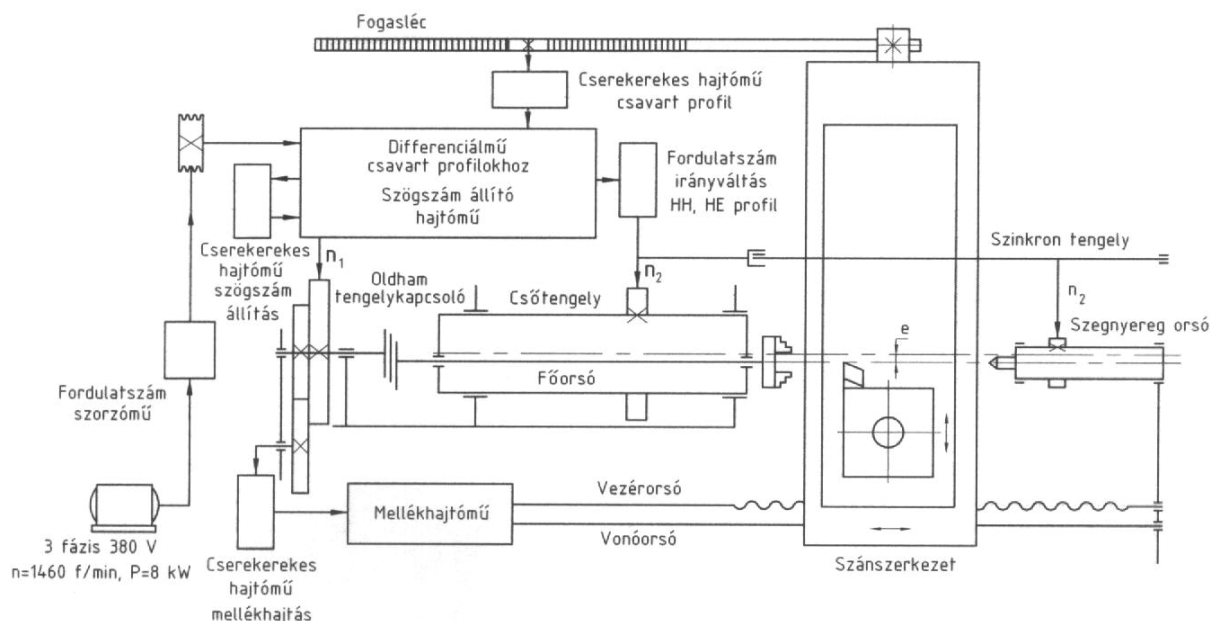 Fogasléc
Cserekerekes hajtómű
csavart profil
Differenciálmű
csavart profilokhoz
Szögszám állító
hajtómű
Fordulatszám
irányváltás
HH, HE profil
Cserekerekes
hajtómű
szögszám
állítás
n1
Oldham
tengelykapcsoló
Csőtengely
n2
Szinkron tengely
n2
Szegnyereg orsó
e
Főorsó
Fordulatszám
szorzómű
3 fázis 380 V
n=1460 f/min, P=8 kW
Mellékhajtómű
Vezérorsó
Vonóorsó
Cserekerekes
hajtómű
mellékhajtás
Szánszerkezet